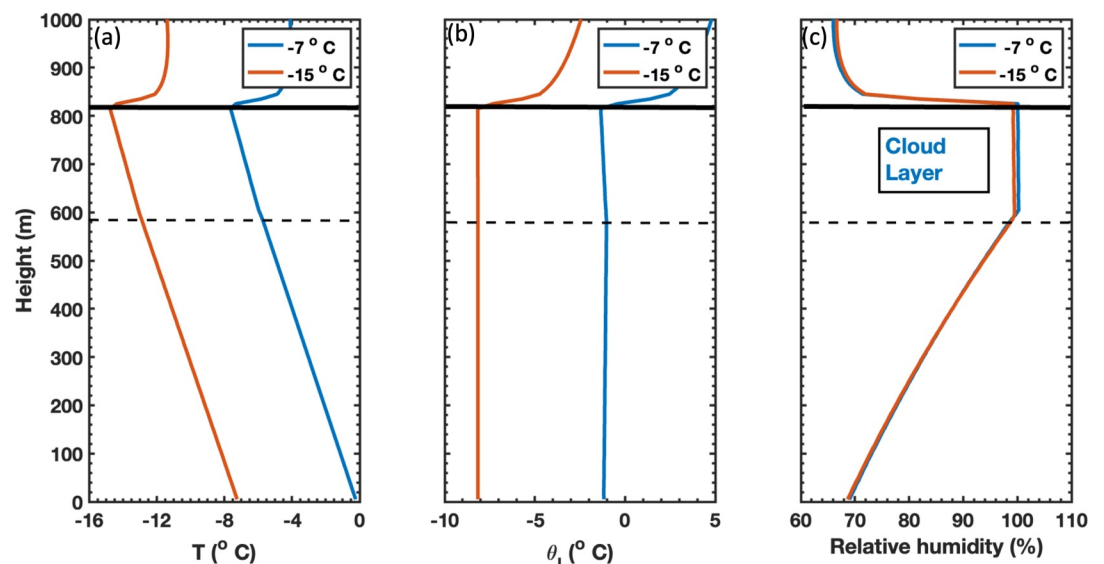 (a)
-7 ° C
-15 ° C
1000
900
800
700
600
500
400
300
200
100
0
Height (m)
-16 -12 -8 -4 0
T (° C)
(b)
-7 ° C
-15 ° C
-10 -5 0 5
θ (° C)
(c)
-7 ° C
-15 ° C
Cloud
Layer
60 70 80 90 100 110
Relative humidity (%)